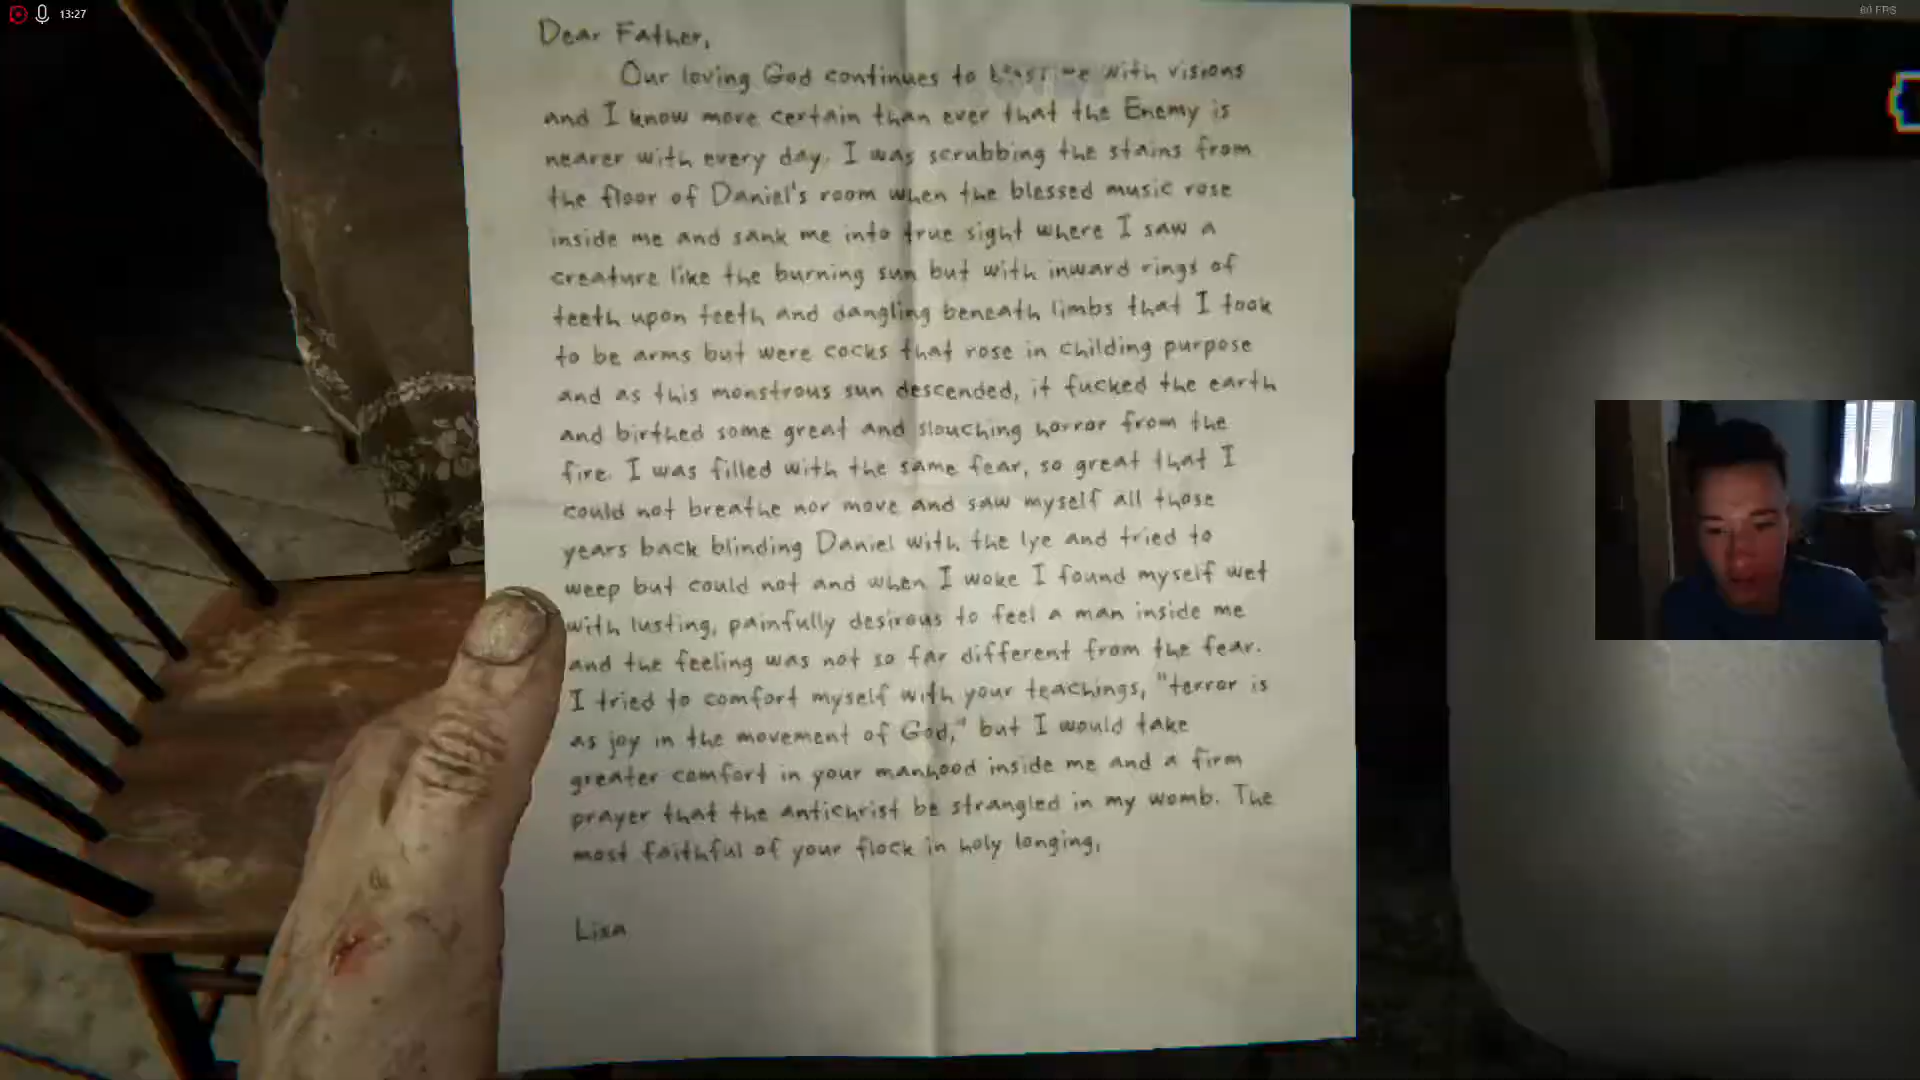 13:27
60 FPS
Dear Father,
Our loving God continues to bless me with visions
and I know more certain than ever that the Enemy is
nearer with every day. I was scrubbing the stains from
the floor of Daniel's room when the blessed music rose
inside me and sank me into true sight where I saw a
creature like the burning sun but with inward rings of
teeth upon teeth and dangling beneath limbs that I took
to be arms but were cocks that rose in childing purpose
and as this monstrous sun descended, it fucked the earth
and birthed some great and slouching horror from the
fire. I was filled with the same fear, so great that I
could not breathe nor move and saw myself all those
years back blinding Daniel with the lye and tried to
weep but could not and when I woke I found myself wet
with lusting, painfully desirous to feel a man inside me
and the feeling was not so far different from the fear.
I tried to comfort myself with your teachings, "terror is
as joy in the movement of God," but I would take
greater comfort in your manhood inside me and a firm
prayer that the antichrist be strangled in my womb. The
most faithful of your flock in holy longing,
Lisa